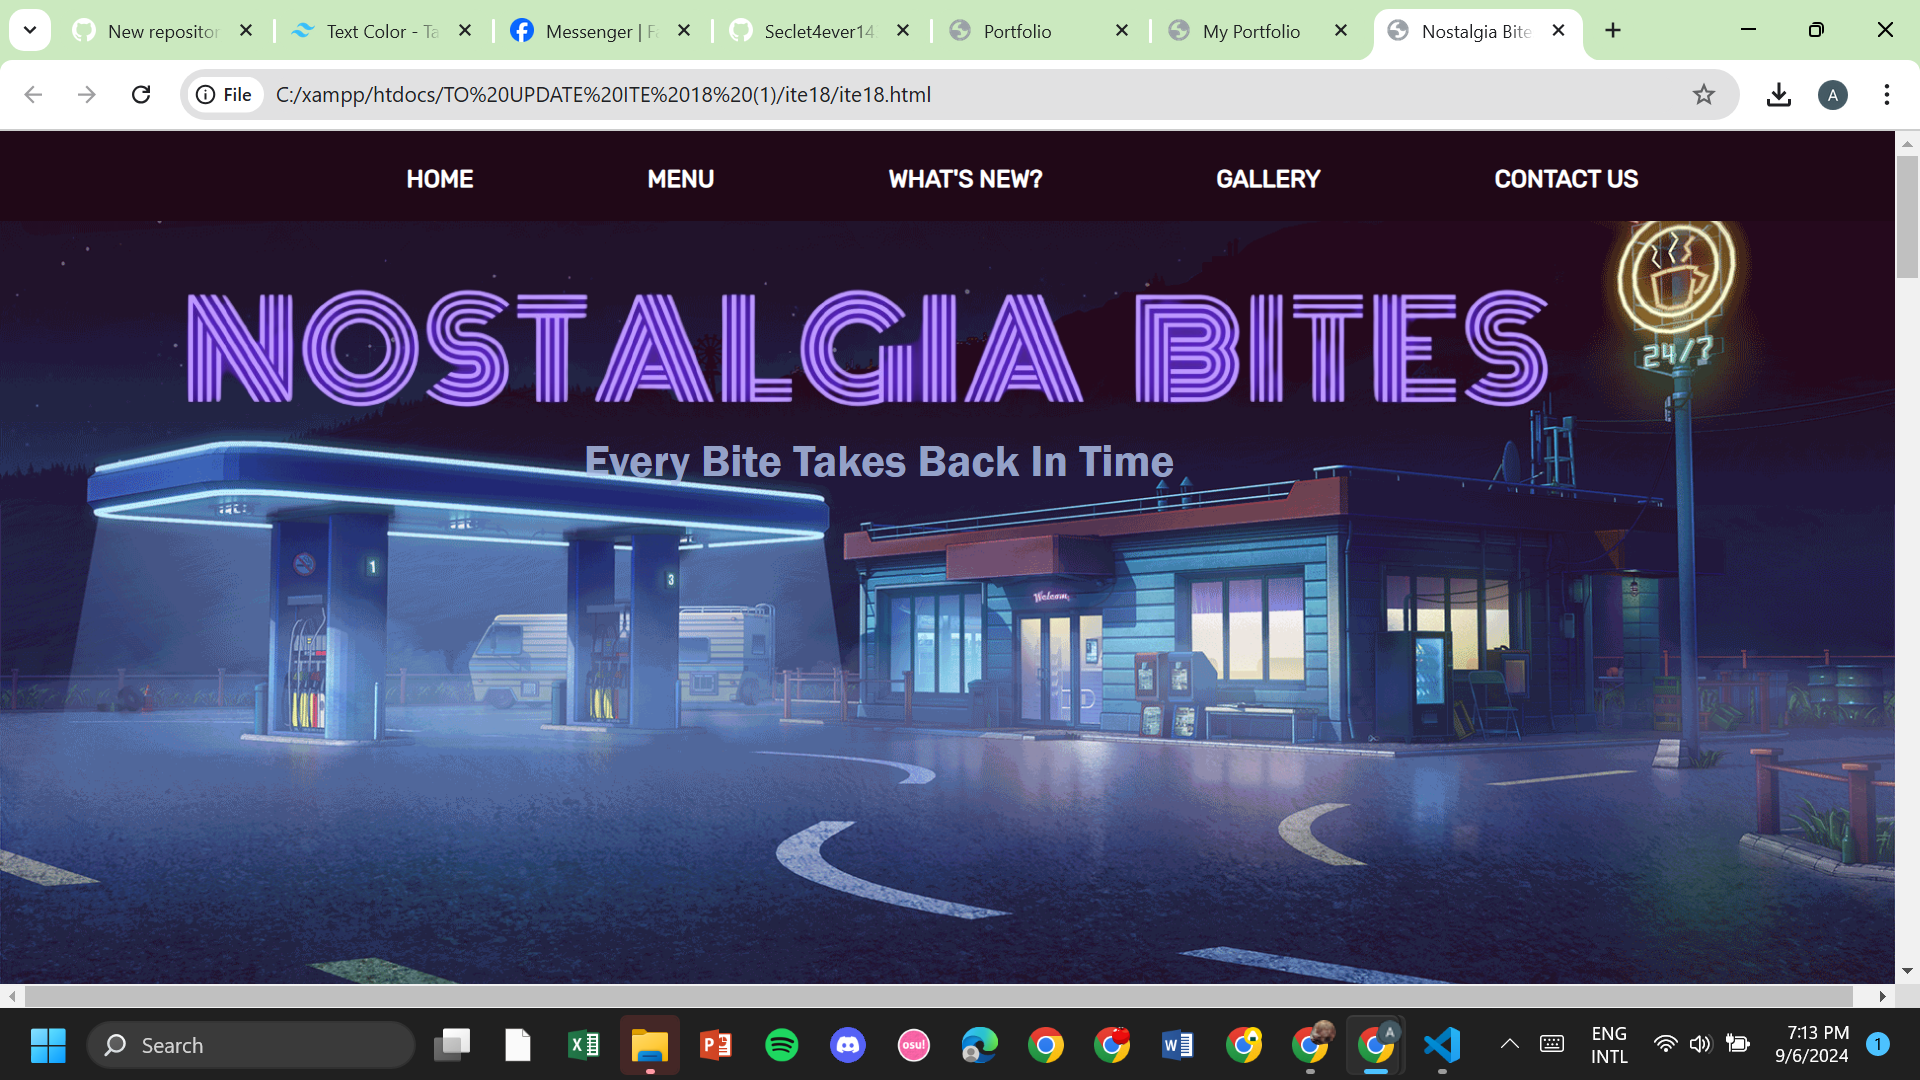 New repositor
Text Color - Ta
Messenger | Fa
Seclet4ever14
Portfolio
My Portfolio
Nostalgia Bite
File
C:/xampp/htdocs/TO%20UPDATE%20ITE%2018%20(1)/ite18/ite18.html
A
HOME
MENU
WHAT'S NEW?
GALLERY
CONTACT US
NOSTALGIA BITES
24/7
Every Bite Takes Back In Time
1
3
Welcome
Search
osu!
A
ENG
INTL
7:13 PM
9/6/2024
1